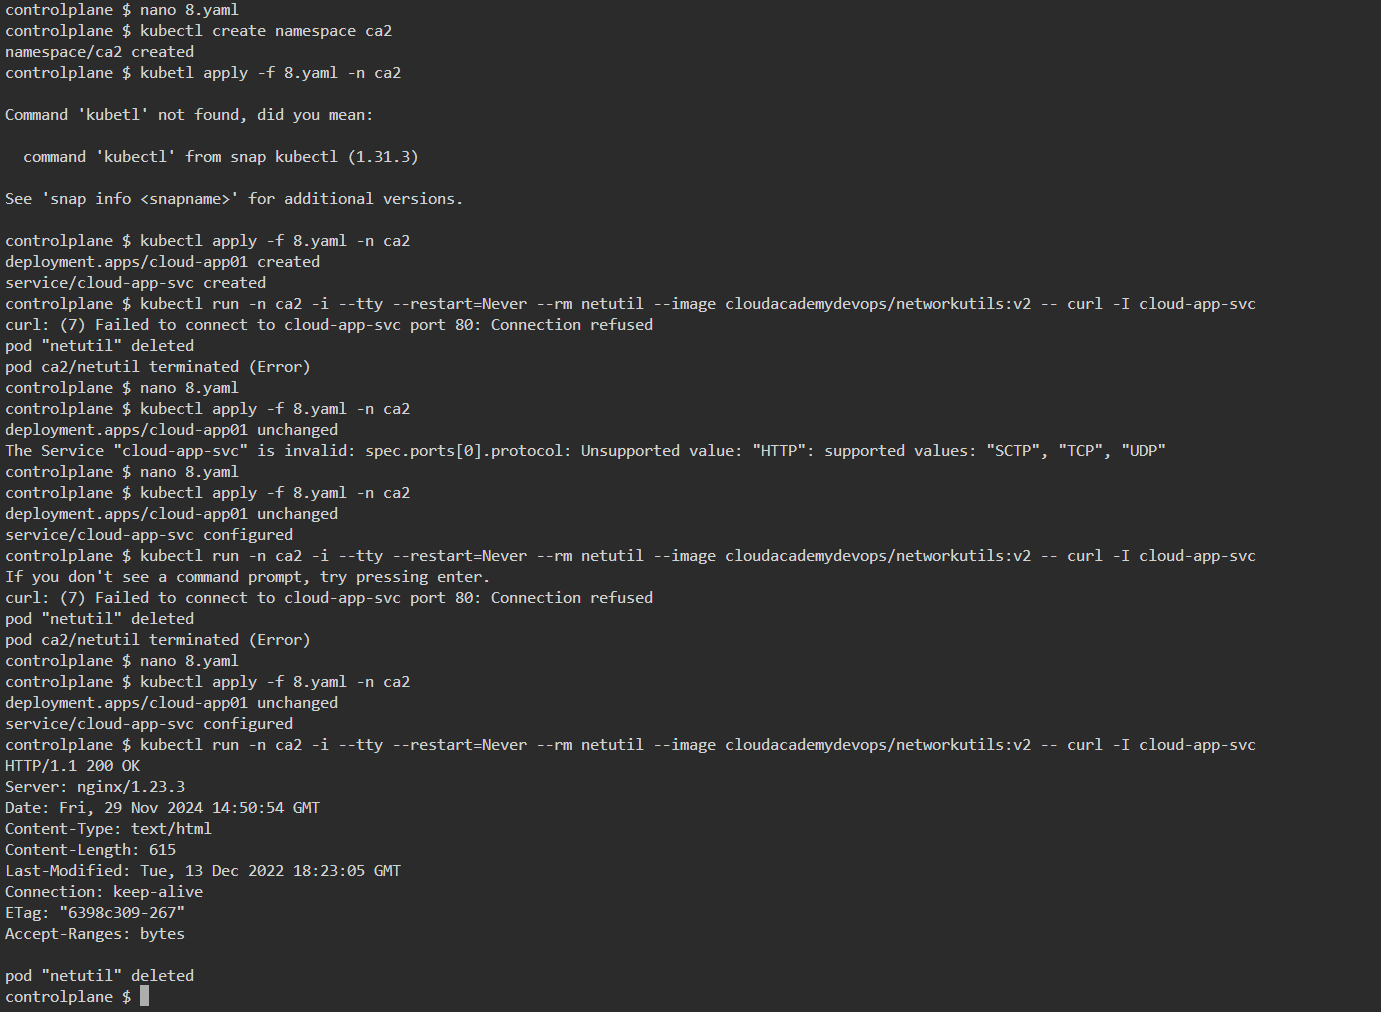 controlplane $ nano 8.yaml
controlplane $ kubectl create namespace ca2
namespace/ca2 created
controlplane $ kubetl apply -f 8.yaml -n ca2
Command 'kubetl' not found, did you mean:
command 'kubectl' from snap kubectl (1.31.3)
See 'snap info <snapname>' for additional versions.
controlplane $ kubectl apply -f 8.yaml -n ca2
deployment.apps/cloud-app01 created
service/cloud-app-svc created
controlplane $ kubectl run -n ca2 -i --tty --restart=Never --rm netutil --image cloudacademydevops/networkutils:v2 -- curl -I cloud-app-svc
curl: (7) Failed to connect to cloud-app-svc port 80: Connection refused
pod "netutil" deleted
pod ca2/netutil terminated (Error)
controlplane $ nano 8.yaml
controlplane $ kubectl apply -f 8.yaml -n ca2
deployment.apps/cloud-app01 unchanged
The Service "cloud-app-svc" is invalid: spec.ports[0].protocol: Unsupported value: "HTTP": supported values: "SCTP", "TCP", "UDP"
controlplane $ nano 8.yaml
controlplane $ kubectl apply -f 8.yaml -n ca2
deployment.apps/cloud-app01 unchanged
service/cloud-app-svc configured
controlplane $ kubectl run -n ca2 -i --tty --restart=Never --rm netutil --image cloudacademydevops/networkutils:v2 -- curl -I cloud-app-svc
If you don't see a command prompt, try pressing enter.
curl: (7) Failed to connect to cloud-app-svc port 80: Connection refused
pod "netutil" deleted
pod ca2/netutil terminated (Error)
controlplane $ nano 8.yaml
controlplane $ kubectl apply -f 8.yaml -n ca2
deployment.apps/cloud-app01 unchanged
service/cloud-app-svc configured
controlplane $ kubectl run -n ca2 -i --tty --restart=Never --rm netutil --image cloudacademydevops/networkutils:v2 -- curl -I cloud-app-svc
HTTP/1.1 200 OK
Server: nginx/1.23.3
Date: Fri, 29 Nov 2024 14:50:54 GMT
Content-Type: text/html
Content-Length: 615
Last-Modified: Tue, 13 Dec 2022 18:23:05 GMT
Connection: keep-alive
ETag: "6398c309-267"
Accept-Ranges: bytes
pod "netutil" deleted
controlplane $